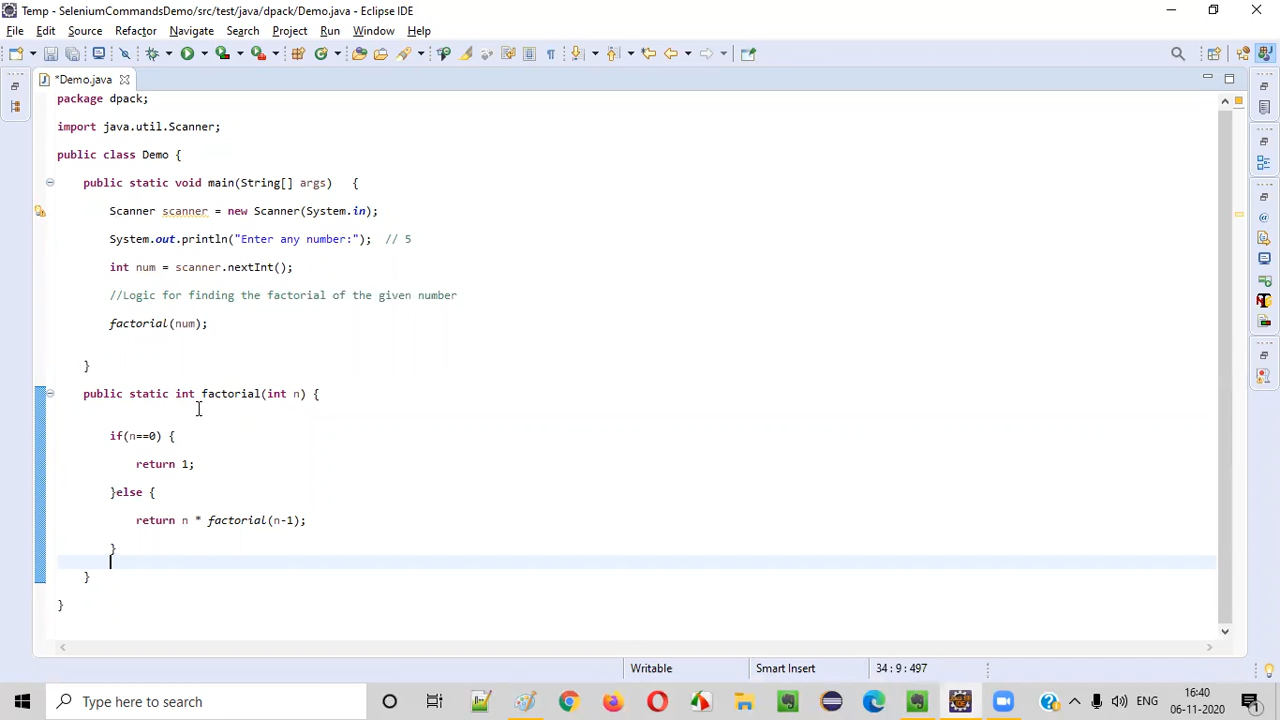 Temp - SeleniumCommandsDemo/src/test/java/dpack/Demo.java - Eclipse IDE
File Edit Source Refactor Navigate Search Project Run Window Help
*Demo.java
package dpack;
import java.util.Scanner;
public class Demo {
public static void main(String[] args) {
Scanner scanner = new Scanner(System.in);
System.out.println("Enter any number:"); // 5
int num = scanner.nextInt();
//Logic for finding the factorial of the given number
factorial(num);
}
public static int factorial(int n) {
if(n==0) {
return 1;
}else {
return n * factorial(n-1);
}
}
}
Writable Smart Insert 34 : 9 : 497
Type here to search
ENG
16:40
06-11-2020